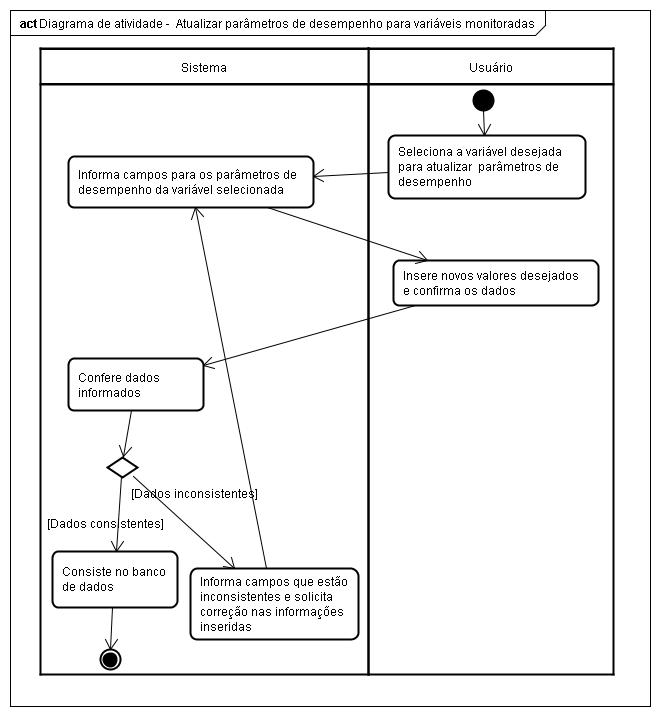 act Diagrama de atividade - Atualizar parâmetros de desempenho para variáveis monitoradas
Sistema
Usuário
Seleciona a variável desejada
para atualizar parâmetros de
desempenho
Informa campos para os parâmetros de
desempenho da variável selecionada
Insere novos valores desejados
e confirma os dados
Confere dados
informados
[Dados inconsistentes]
[Dados consistentes]
Consiste no banco
de dados
Informa campos que estão
inconsistentes e solicita
correção nas informações
inseridas